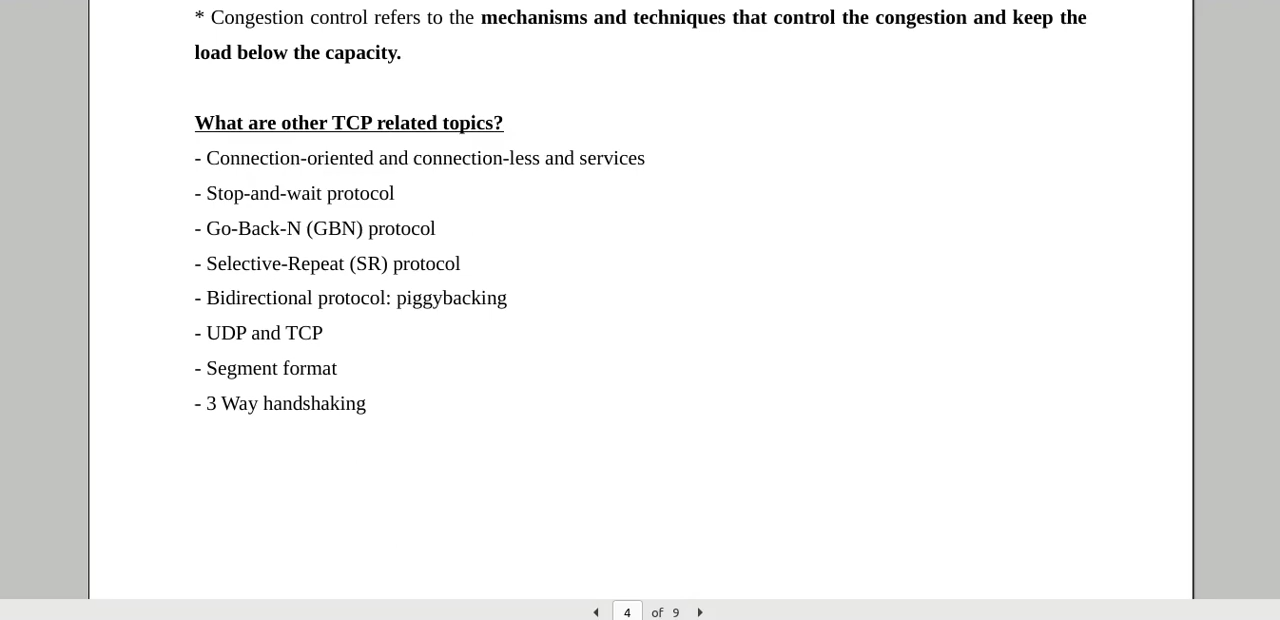 * Congestion control refers to the mechanisms and techniques that control the congestion and keep the
load below the capacity.
What are other TCP related topics?
- Connection-oriented and connection-less and services
- Stop-and-wait protocol
- Go-Back-N (GBN) protocol
- Selective-Repeat (SR) protocol
- Bidirectional protocol: piggybacking
- UDP and TCP
- Segment format
- 3 Way handshaking
4 of 9